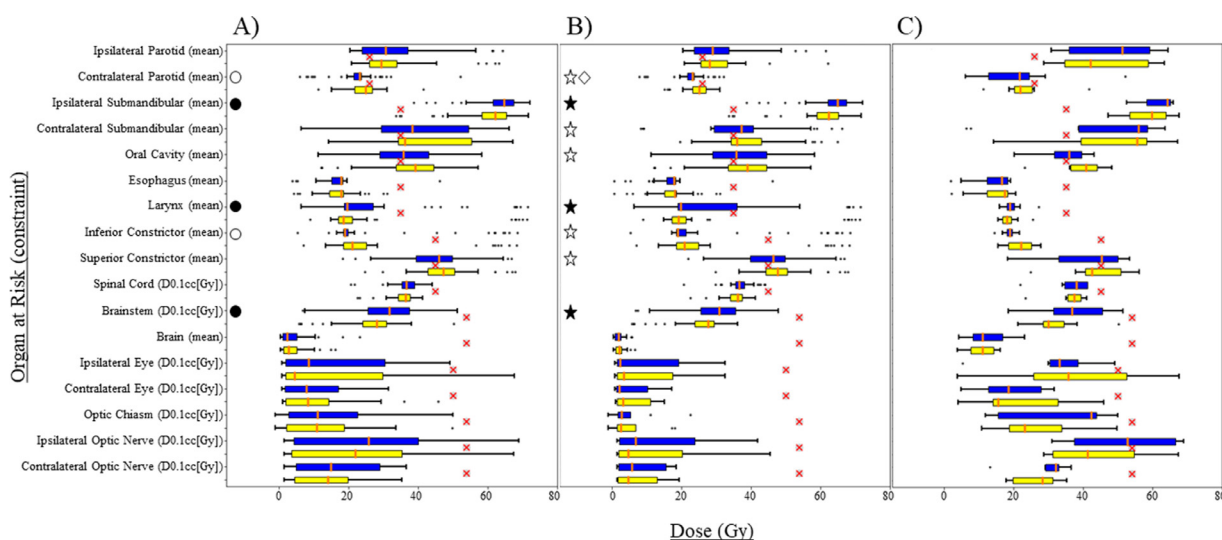 A)
B)
C)
Ipsilateral Parotid (mean)
Contralateral Parotid (mean)
Ipsilateral Submandibular (mean)
Contralateral Submandibular (mean)
Oral Cavity (mean)
Esophagus (mean)
Larynx (mean)
Inferior Constrictor (mean)
Superior Constrictor (mean)
Spinal Cord (D0.1cc[Gy])
Brainstem (D0.1cc[Gy])
Brain (mean)
Ipsilateral Eye (D0.1cc[Gy])
Contralateral Eye (D0.1cc[Gy])
Optic Chiasm (D0.1cc[Gy])
Ipsilateral Optic Nerve (D0.1cc[Gy])
Contralateral Optic Nerve (D0.1cc[Gy])
Organ at Risk (constraint)
0 20 40 60 80
0 20 40 60 80
0 20 40 60 80
Dose (Gy)